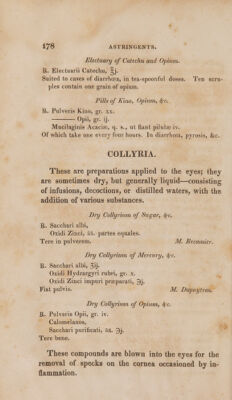 178 ASTRINGENTS.
Electuary of Catechu and Opium.
℞. Electuarii Catechu, ℥j.
Suited to cases of diarrhœa, in tea-spoonful doses. Ten scru-
ples contain one grain of opium.
Pills of Kino, Opium, &c.
℞. Pulveris Kino, gr. xx.
——— Opii, gr. ij.
Mucilaginis Acaciæ, q. s., ut fiant pilulæ iv.
Of which take one every four hours. In diarrhœa, pyrosis, &c.
COLLYRIA.
These are preparations applied to the eyes; they
are sometimes dry, but generally liquid—consisting
of infusions, decoctions, or distilled waters, with the
addition of various substances.
Dry Collyrium of Sugar, &c.
℞. Sacchari albi,
Oxidi Zinci, āā. partes equales.
Tere in pulverem. M. Recamier.
Dry Collyrium of Mercury, &c.
℞. Sacchari albi, ʒij.
Oxidi Hydrargyri rubri, gr. x.
Oxidi Zinci impuri præparati, ℈j.
Fiat pulvis. M. Dupuytren.
Dry Collyrium of Opium, &c.
℞. Pulveris Opii, gr. iv.
Calomelanos,
Sacchari purificati, āā. ℈j.
Tere bene.
These compounds are blown into the eyes for the
removal of specks on the cornea occasioned by in-
flammation.